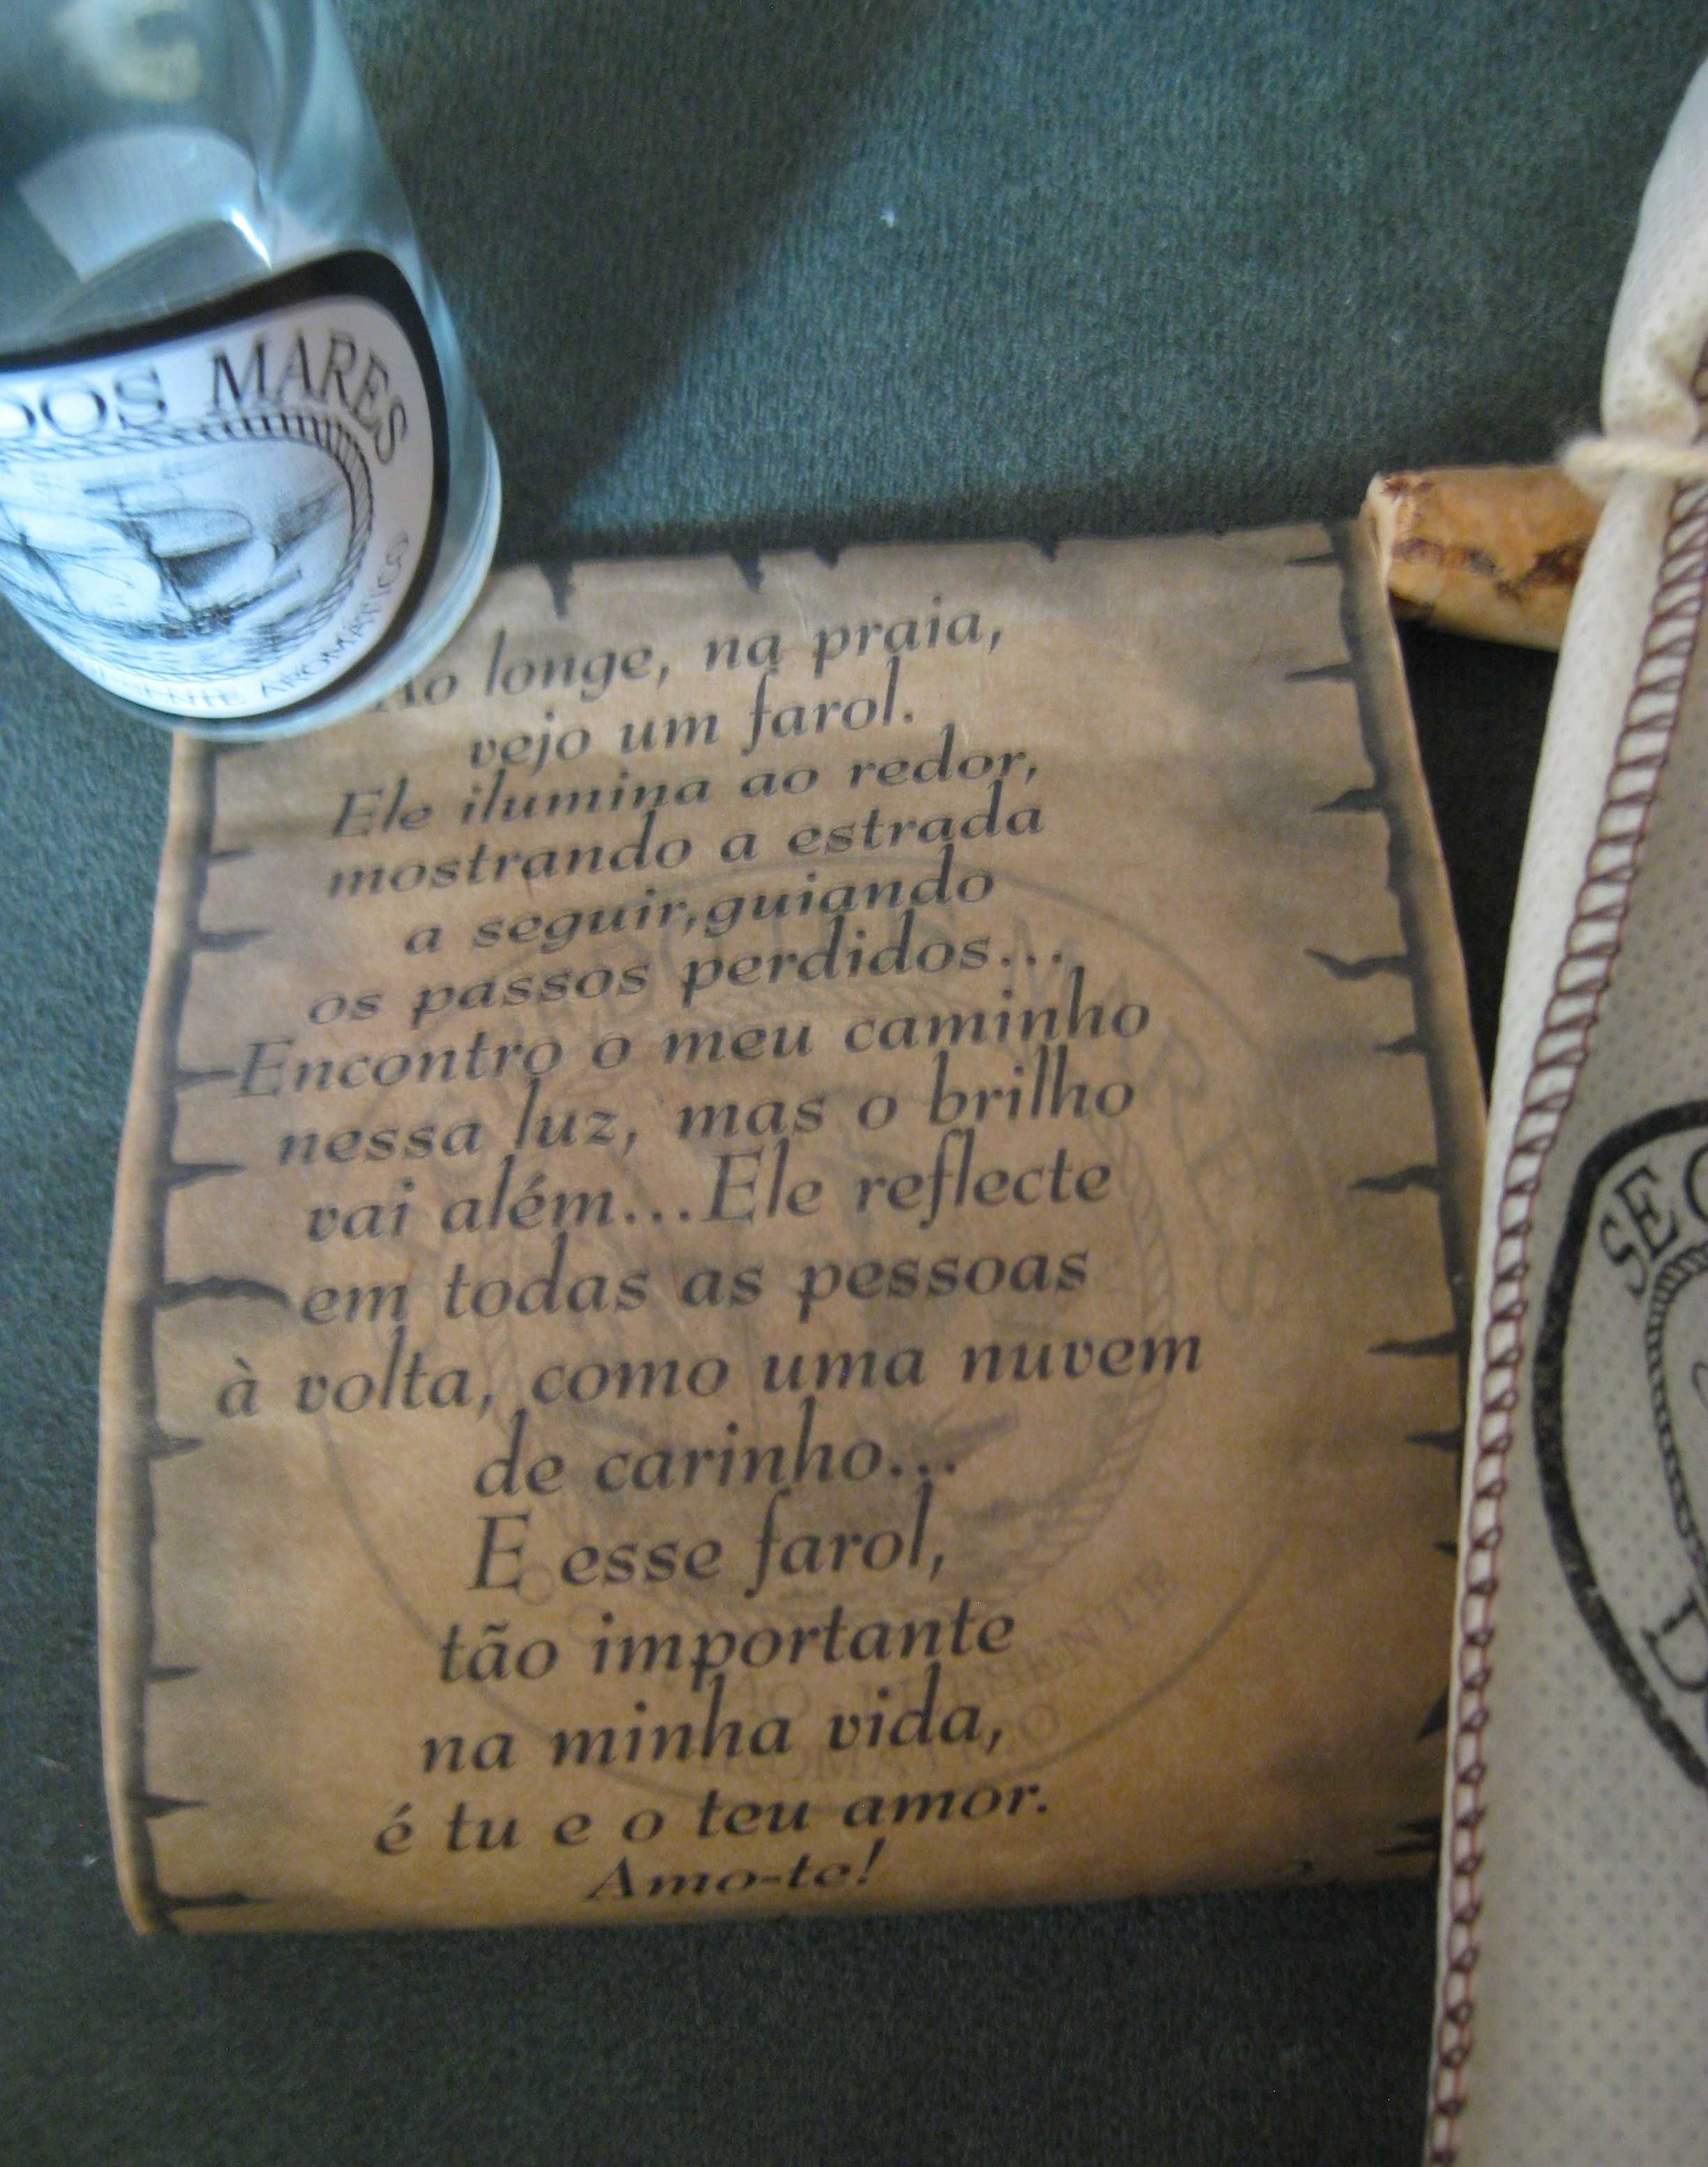 DOS MARES
AROMÁTICO
Ao longe, na praia,
vejo um farol.
Ele ilumina ao redor,
mostrando a estrada
a seguir,guiando
os passos perdidos...
Encontro o meu caminho
nessa luz, mas o brilho
vai além...Ele reflecte
em todas as pessoas
à volta, como uma nuvem
de carinho...
E esse farol,
tão importante
na minha vida,
é tu e o teu amor.
Amo-te!